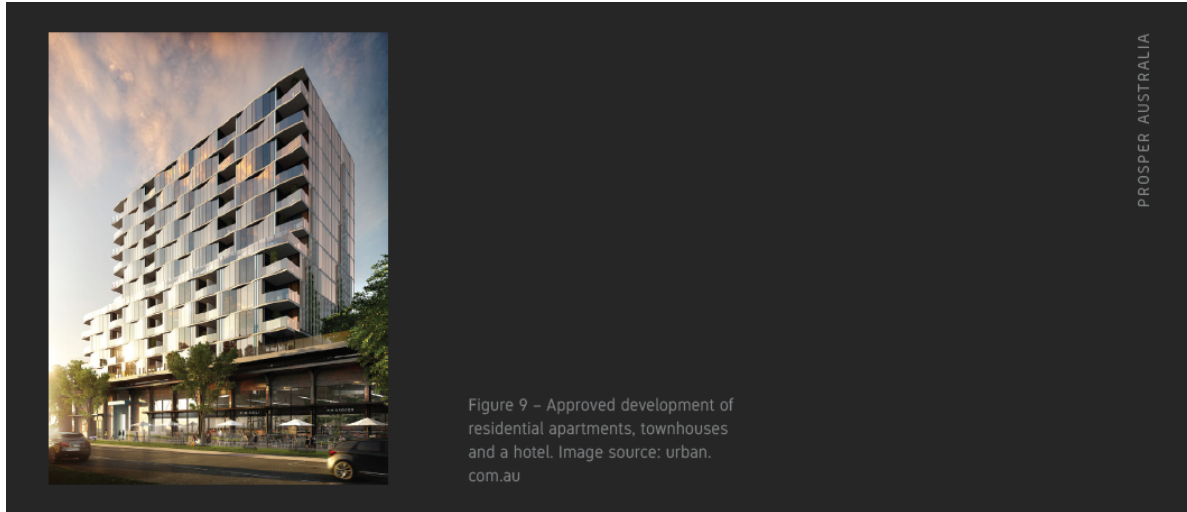 PROSPER AUSTRALIA
Figure 9 – Approved development of
residential apartments, townhouses
and a hotel. Image source: urban.
com.au